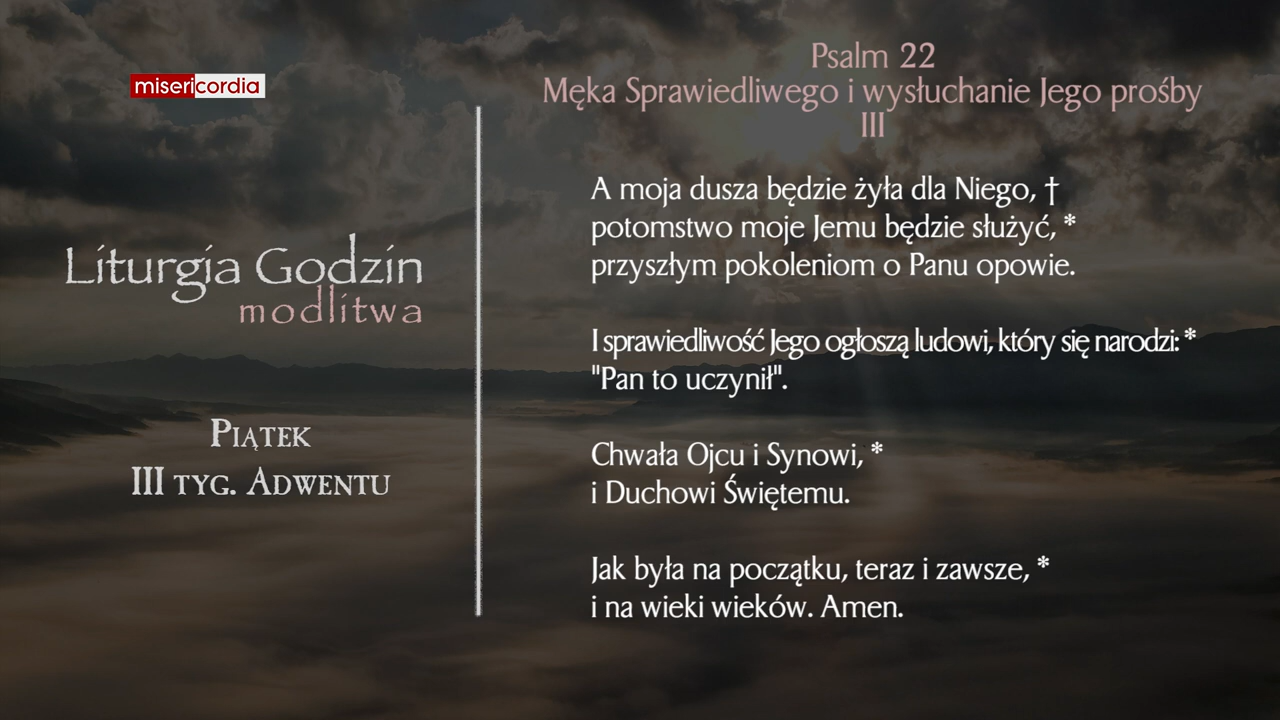 misericordia
Liturgia Godzin
modlitwa
Piątek
III tyg. Adwentu
Psalm 22
Męka Sprawiedliwego i wysłuchanie Jego prośby
III
A moja dusza będzie żyła dla Niego, †
potomstwo moje Jemu będzie służyć, *
przyszłym pokoleniom o Panu opowie.
I sprawiedliwość Jego ogłoszą ludowi, który się narodzi: *
"Pan to uczynił".
Chwała Ojcu i Synowi, *
i Duchowi Świętemu.
Jak była na początku, teraz i zawsze, *
i na wieki wieków. Amen.